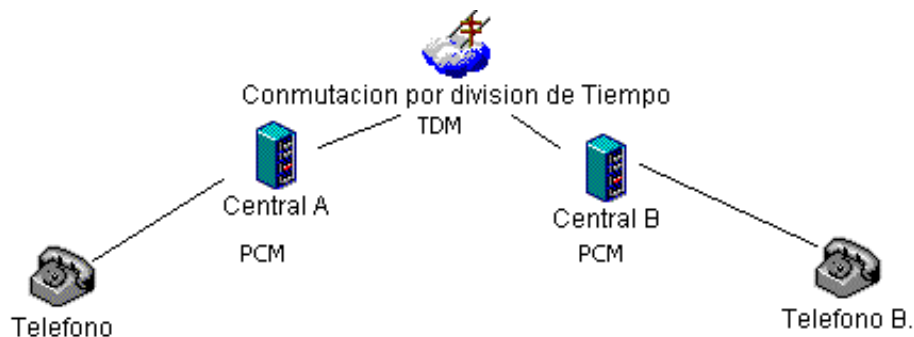 Conmutacion por division de Tiempo
TDM
Central A
Central B
PCM
PCM
Telefono
Telefono B.